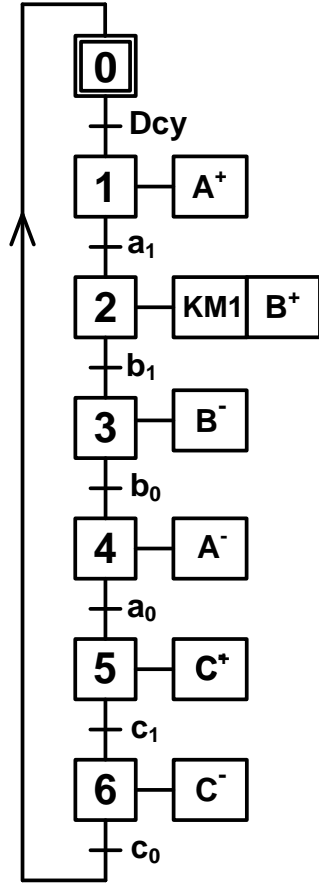 0
Dcy
1 A⁺
a₁
2 KM1 B⁺
b₁
3 B⁻
b₀
4 A⁻
a₀
5 C⁺
c₁
6 C⁻
c₀